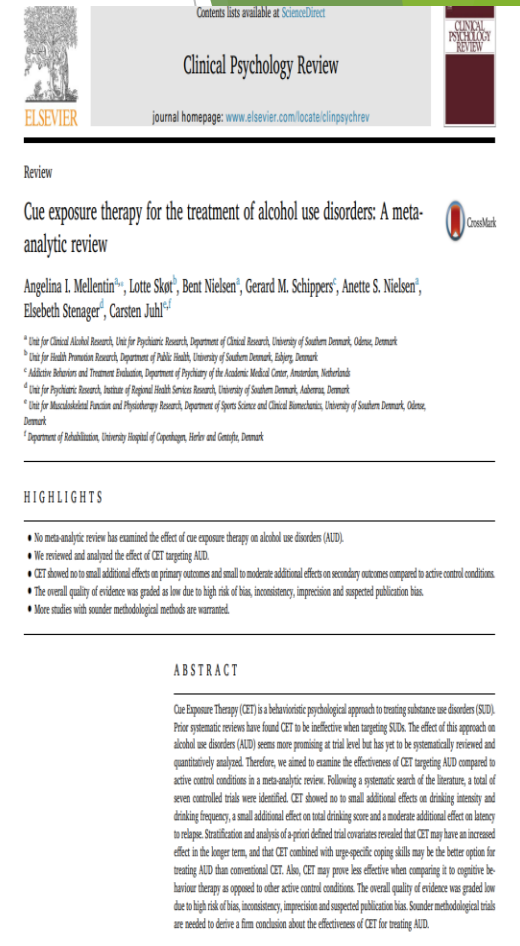 Contents lists available at ScienceDirect
Clinical Psychology Review
journal homepage: www.elsevier.com/locate/clinpsychrev
ELSEVIER
CLINICAL
PSYCHOLOGY
REVIEW
Review
Cue exposure therapy for the treatment of alcohol use disorders: A meta-
analytic review
CrossMark
Angelina I. Mellentin a,*, Lotte Skøt b, Bent Nielsen a, Gerard M. Schippers c, Anette S. Nielsen a,
Elsebeth Stenager d, Carsten Juhl e,f
a Unit for Clinical Alcohol Research, Unit for Psychiatric Research, Department of Clinical Research, University of Southern Denmark, Odense, Denmark
b Unit for Health Promotion Research, Department of Public Health, University of Southern Denmark, Esbjerg, Denmark
c Addictive Behaviors and Treatment Evaluation, Department of Psychiatry of the Academic Medical Center, Amsterdam, Netherlands
d Unit for Psychiatric Research, Institute of Regional Health Services Research, University of Southern Denmark, Aabenraa, Denmark
e Unit for Musculoskeletal Function and Physiotherapy Research, Department of Sports Science and Clinical Biomechanics, University of Southern Denmark, Odense,
Denmark
f Department of Rehabilitation, University Hospital of Copenhagen, Herlev and Gentofte, Denmark
HIGHLIGHTS
• No meta-analytic review has examined the effect of cue exposure therapy on alcohol use disorders (AUD).
• We reviewed and analyzed the effect of CET targeting AUD.
• CET showed no to small additional effects on primary outcomes and small to moderate additional effects on secondary outcomes compared to active control conditions.
• The overall quality of evidence was graded as low due to high risk of bias, inconsistency, imprecision and suspected publication bias.
• More studies with sounder methodological methods are warranted.
ABSTRACT
Cue Exposure Therapy (CET) is a behavioristic psychological approach to treating substance use disorders (SUD).
Prior systematic reviews have found CET to be ineffective when targeting SUDs. The effect of this approach on
alcohol use disorders (AUD) seems more promising at trial level but has yet to be systematically reviewed and
quantitatively analyzed. Therefore, we aimed to examine the effectiveness of CET targeting AUD compared to
active control conditions in a meta-analytic review. Following a systematic search of the literature, a total of
seven controlled trials were identified. CET showed no to small additional effects on drinking intensity and
drinking frequency, a small additional effect on total drinking score and a moderate additional effect on latency
to relapse. Stratification and analysis of a-priori defined trial covariates revealed that CET may have an increased
effect in the longer term, and that CET combined with urge-specific coping skills may be the better option for
treating AUD than conventional CET. Also, CET may prove less effective when comparing it to cognitive be-
haviour therapy as opposed to other active control conditions. The overall quality of evidence was graded low
due to high risk of bias, inconsistency, imprecision and suspected publication bias. Sounder methodological trials
are needed to derive a firm conclusion about the effectiveness of CET for treating AUD.